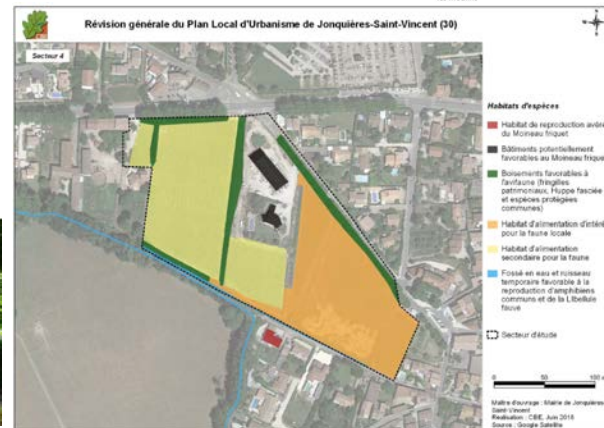 Révision générale du Plan Local d'Urbanisme de Jonquières-Saint-Vincent (30)
Secteur 4
Habitats d'espèces
Habitat de reproduction avéré
du Moineau friquet
Bâtiments potentiellement
favorables au Moineau friquet
Boisements favorables à
l'avifaune (fringilles
patrimoniaux, Huppe fasciée
et espèces protégées
communes)
Habitat d'alimentation d'intérêt
pour la faune locale
Habitat d'alimentation
secondaire pour la faune
Fossé en eau et ruisseau
temporaire favorable à la
reproduction d'amphibiens
communs et de la Libellule
fauve
Secteur d'étude
0 50 100
Maître d'ouvrage : Mairie de Jonquières-
Saint-Vincent
Réalisation : CBE, Juin 2018
Source : Google Satellite